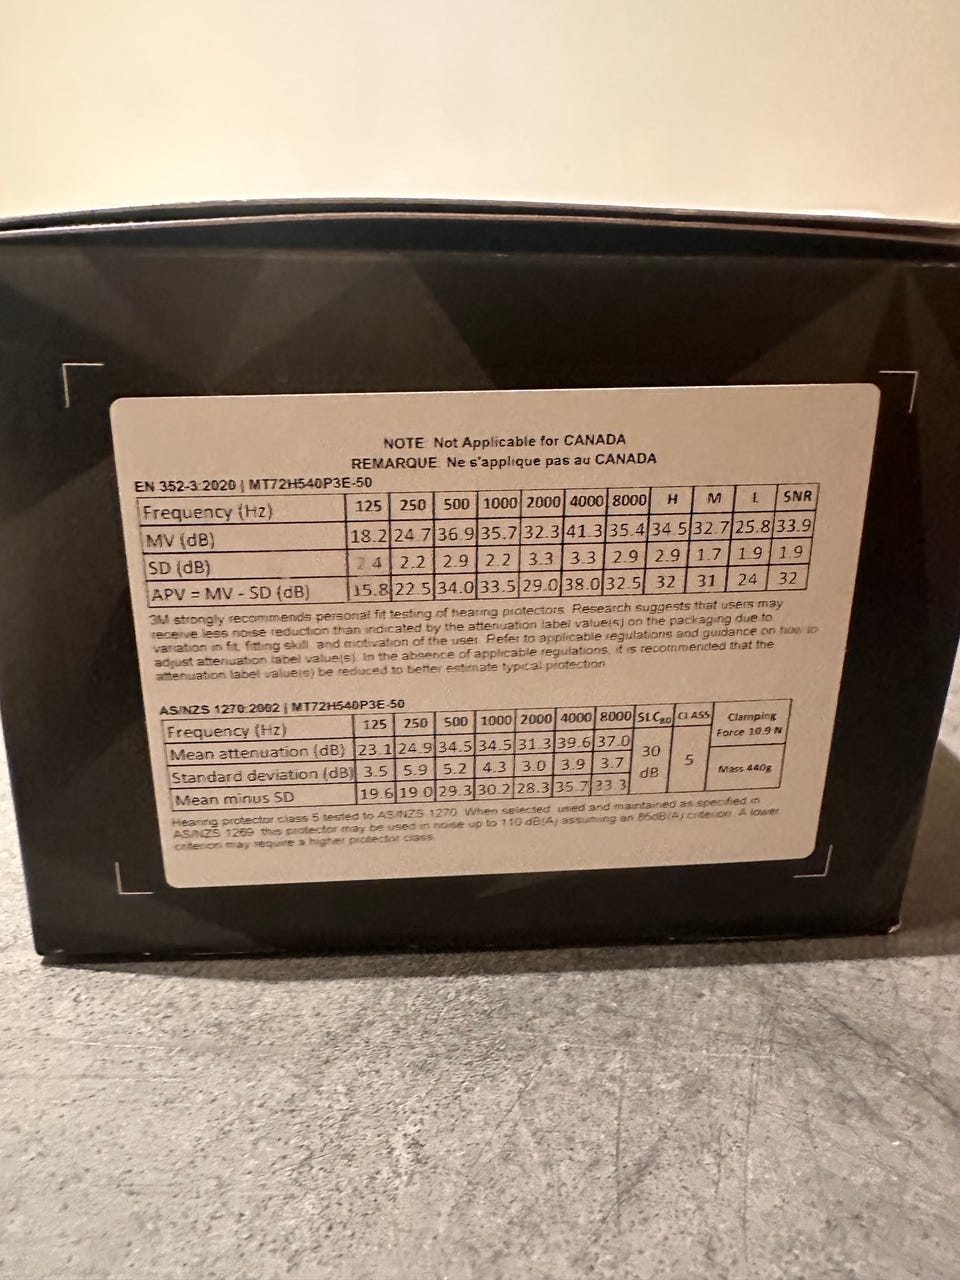 NOTE: Not Applicable for CANADA
REMARQUE: Ne s'applique pas au CANADA
EN 352-3:2020 | MT72H540P3E-50
Frequency (Hz) 125 250 500 1000 2000 4000 8000 H M L SNR
MV (dB) 18.2 24.7 36.9 35.7 32.3 41.3 35.4 34.5 32.7 25.8 33.9
SD (dB) 2.4 2.2 2.9 2.2 3.3 3.3 2.9 2.9 1.7 1.9 1.9
APV = MV - SD (dB) 15.8 22.5 34.0 33.5 29.0 38.0 32.5 32 31 24 32
3M strongly recommends personal fit testing of hearing protectors. Research suggests that users may
receive less noise reduction than indicated by the attenuation label value(s) on the packaging due to
variation in fit, fitting skill, and motivation of the user. Refer to applicable regulations and guidance on how to
adjust attenuation label value(s). In the absence of applicable regulations, it is recommended that the
attenuation label value(s) be reduced to better estimate typical protection.
AS/NZS 1270:2002 | MT72H540P3E-50
Frequency (Hz) 125 250 500 1000 2000 4000 8000 SLC80 CLASS Clamping
Force 10.9 N
Mean attenuation (dB) 23.1 24.9 34.5 34.5 31.3 39.6 37.0 30
dB 5 Mass 440g
Standard deviation (dB) 3.5 5.9 5.2 4.3 3.0 3.9 3.7
Mean minus SD 19.6 19.0 29.3 30.2 28.3 35.7 33.3
Hearing protector class 5 tested to AS/NZS 1270. When selected, used and maintained as specified in
AS/NZS 1269, this protector may be used in noise up to 110 dB(A) assuming an 85dB(A) criterion. A lower
criterion may require a higher protector class.